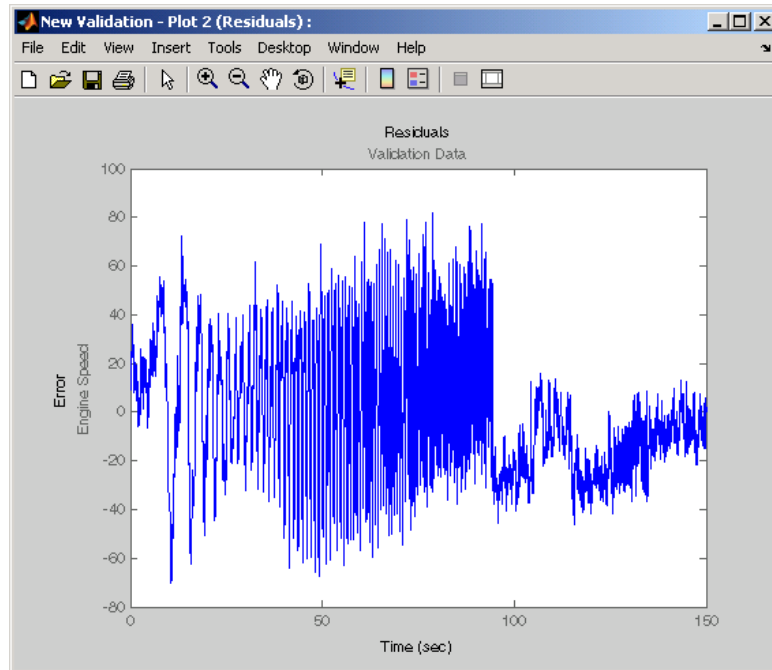 New Validation - Plot 2 (Residuals) :
File Edit View Insert Tools Desktop Window Help
Residuals
Validation Data
100
80
60
40
20
0
-20
-40
-60
-80
Error
Engine Speed
0 50 100 150
Time (sec)